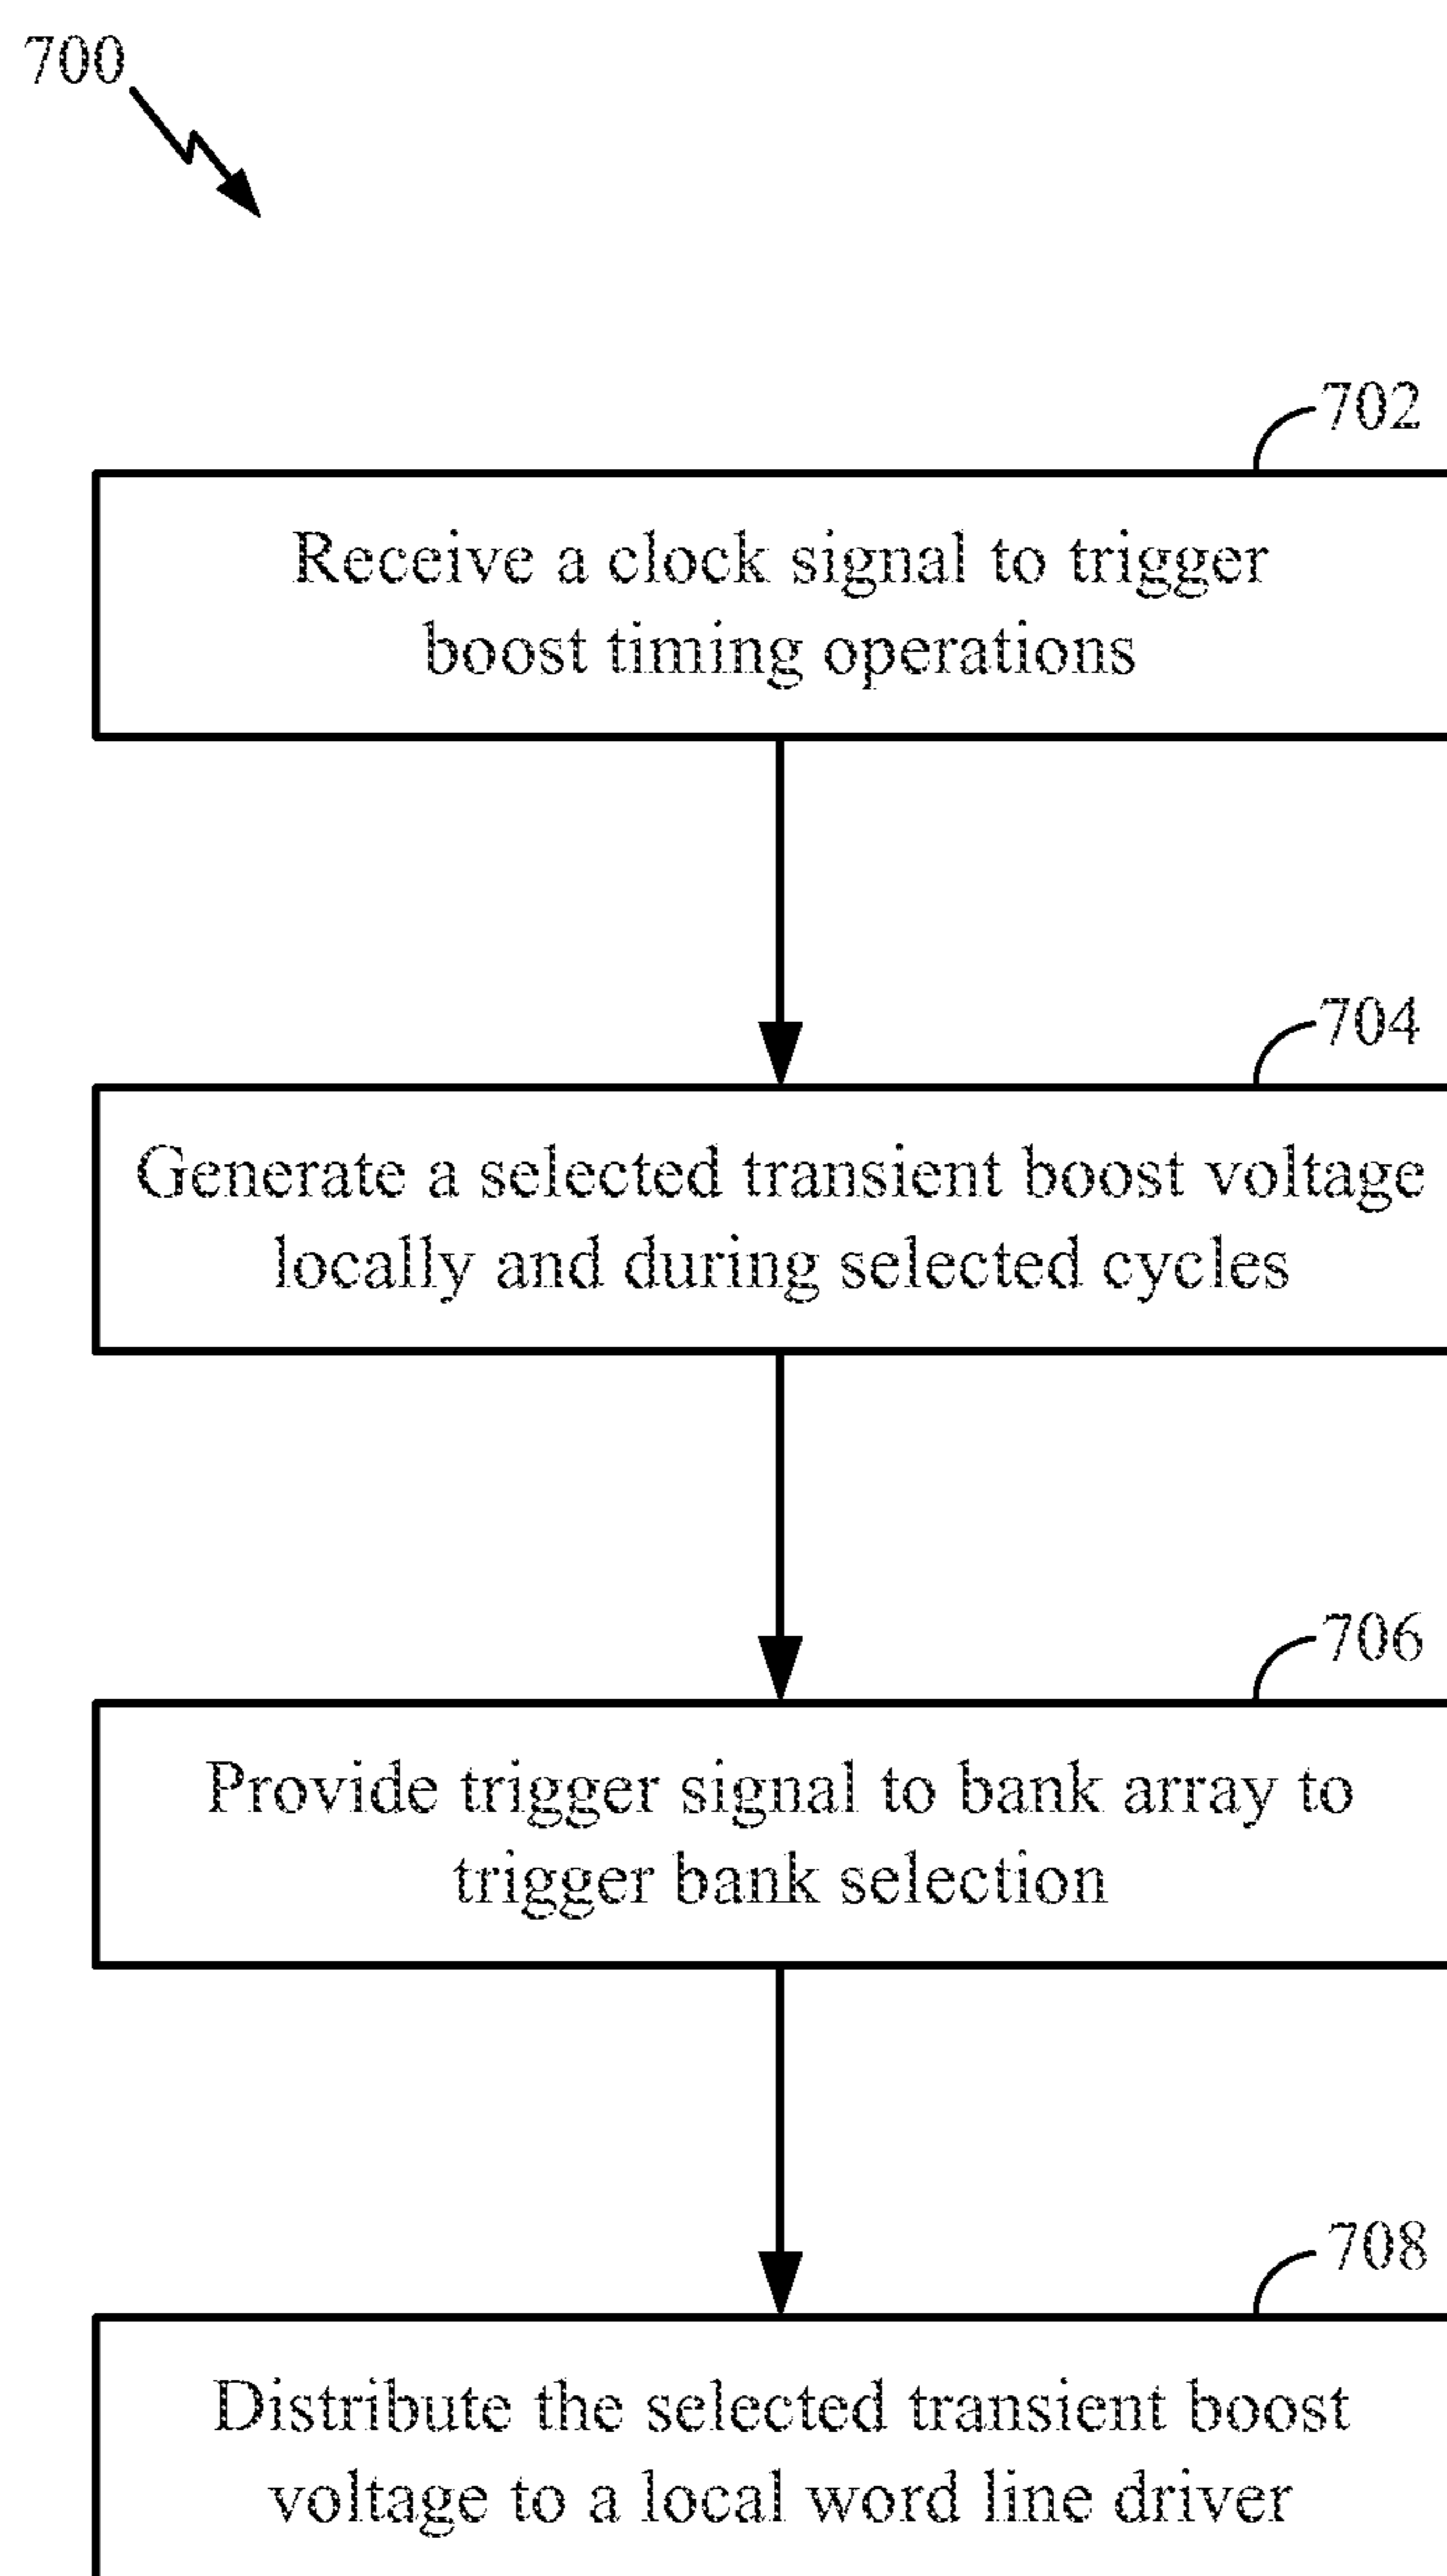 700
702
Receive a clock signal to trigger
boost timing operations
704
Generate a selected transient boost voltage
locally and during selected cycles
706
Provide trigger signal to bank array to
trigger bank selection
708
Distribute the selected transient boost
voltage to a local word line driver